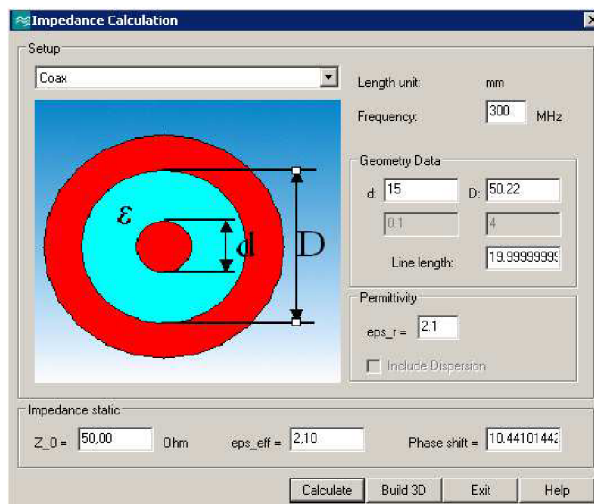 Impedance Calculation
Setup
Coax
Length unit: mm
Frequency: 300 MHz
ε
d
D
Geometry Data
d: 15 D: 50.22
0.1 4
Line length: 19.99999999
Permittivity
eps_r = 2.1
Include Dispersion
Impedance static
Z_0 = 50,00 Ohm eps_eff = 2,10 Phase shift = 10.44101442
Calculate Build 3D Exit Help